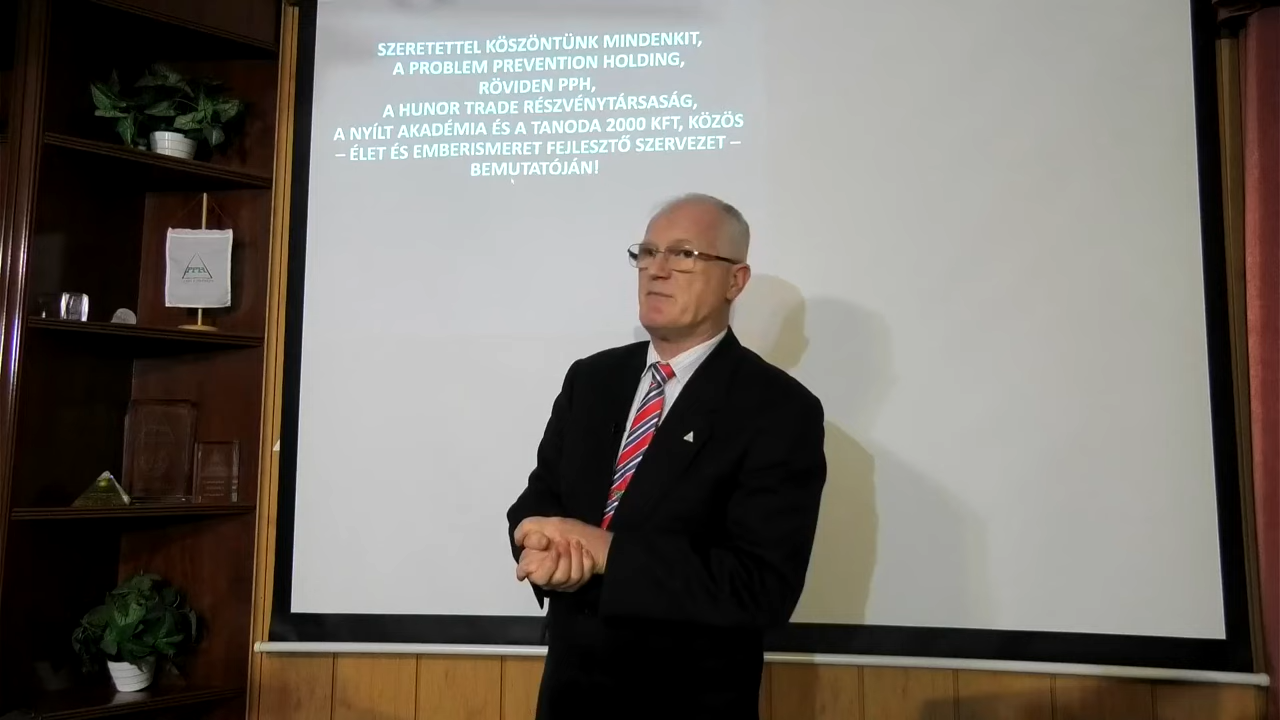 SZERETETTEL KÖSZÖNTÜNK MINDENKIT,
A PROBLEM PREVENTION HOLDING,
RÖVIDEN PPH,
A HUNOR TRADE RÉSZVÉNYTÁRSASÁG,
A NYÍLT AKADÉMIA ÉS A TANODA 2000 KFT, KÖZÖS
– ÉLET ÉS EMBERISMERET FEJLESZTŐ SZERVEZET –
BEMUTATÓJÁN!
PPH